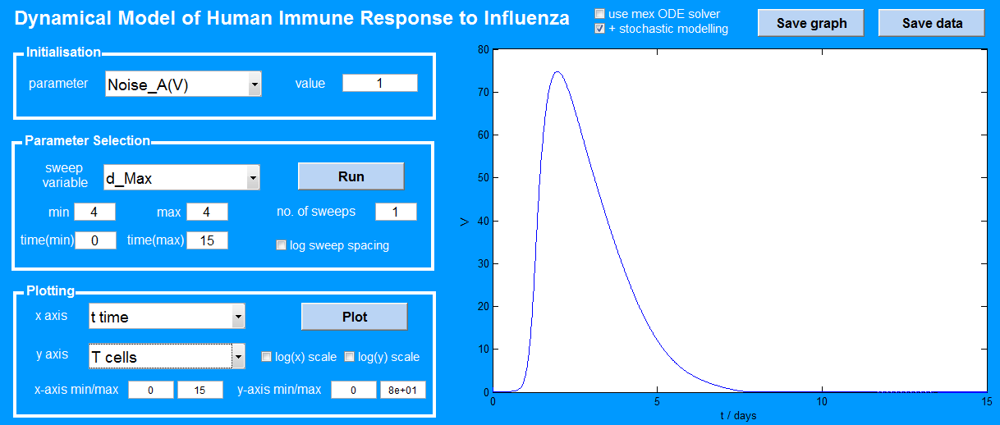 Dynamical Model of Human Immune Response to Influenza
use mex ODE solver
+ stochastic modelling
Save graph
Save data
Initialisation
parameter Noise_A(V) value 1
Parameter Selection
sweep
variable
d_Max
Run
min 4 max 4 no. of sweeps 1
time(min) 0 time(max) 15 log sweep spacing
Plotting
x axis t time Plot
y axis T cells log(x) scale log(y) scale
x-axis min/max 0 15 y-axis min/max 0 8e+01
80
70
60
50
40
30
20
10
0
V
0 5 10 15
t / days